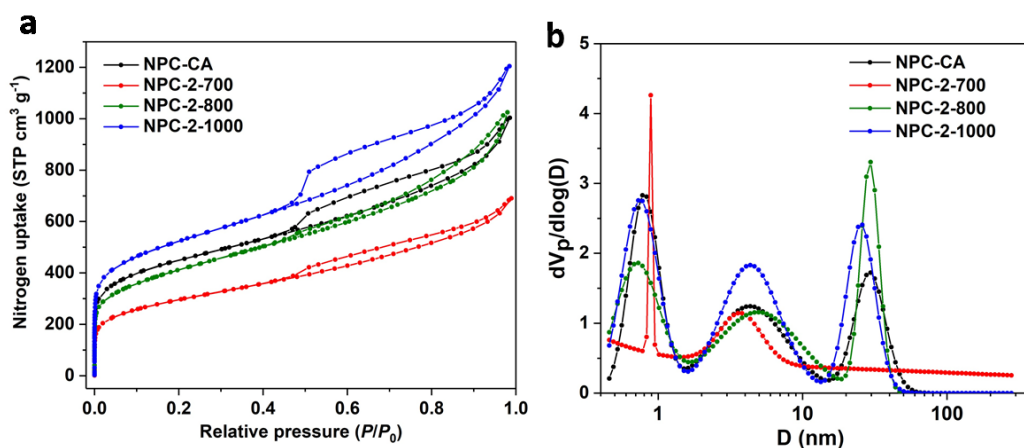 a
Nitrogen uptake (STP cm³ g⁻¹)
1200
1000
800
600
400
200
0
NPC-CA
NPC-2-700
NPC-2-800
NPC-2-1000
0.0 0.2 0.4 0.6 0.8 1.0
Relative pressure (P/P₀)
b
dVp/dlog(D)
5
4
3
2
1
0
NPC-CA
NPC-2-700
NPC-2-800
NPC-2-1000
1 10 100
D (nm)